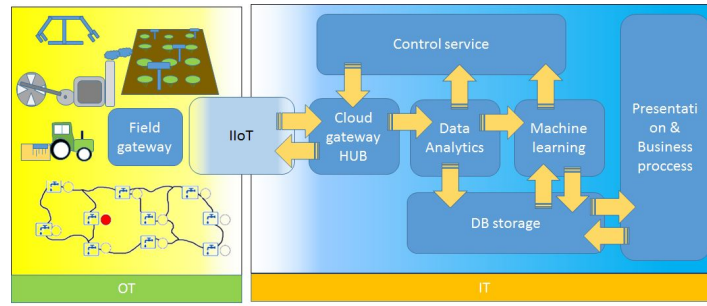 Control service
Field
gateway
IIoT
Cloud
gateway
HUB
Data
Analytics
Machine
learning
Presentati
on &
Business
proccess
DB storage
OT
IT